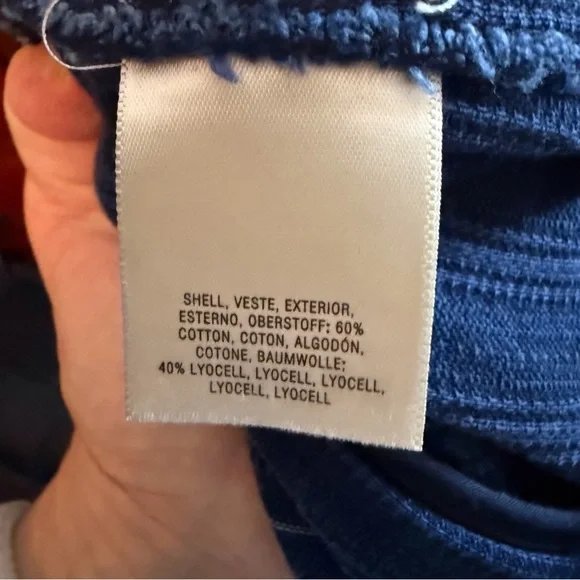 SHELL, VESTE, EXTERIOR,
ESTERNO, OBERSTOFF: 60%
COTTON, COTON, ALGODÓN,
COTONE, BAUMWOLLE;
40% LYOCELL, LYOCELL, LYOCELL,
LYOCELL, LYOCELL